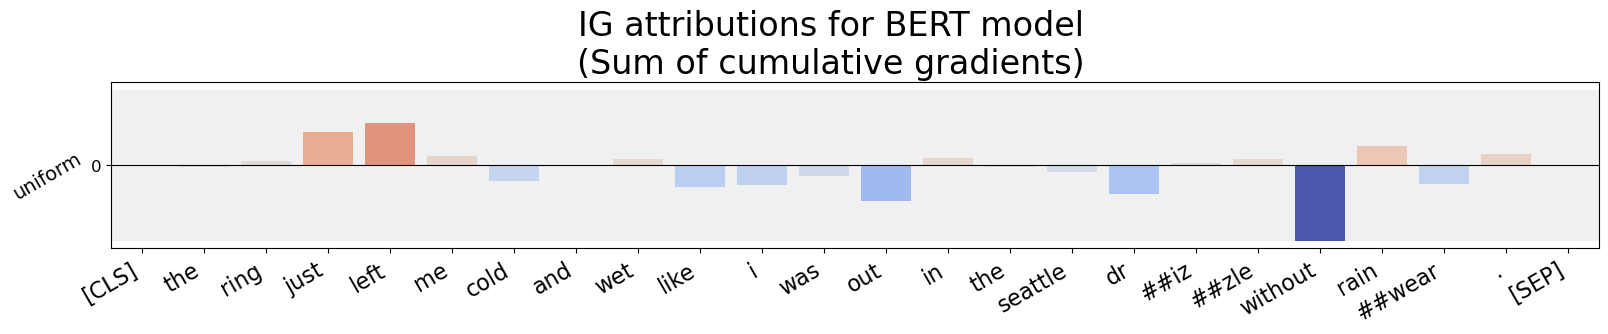 IG attributions for BERT model
(Sum of cumulative gradients)
uniform
0
[CLS] the ring just left me cold and wet like i was out in the seattle dr ##iz ##zle without rain ##wear . [SEP]